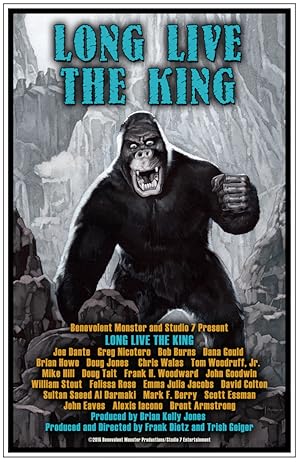 LONG LIVE
THE KING
Benevolent Monster and Studio 7 Present
LONG LIVE THE KING
Joe Dante Greg Nicotero Bob Burns Dana Gould
Brian Howe Doug Jones Chris Walas Tom Woodruff, Jr.
Mike Hill Doug Tait Frank H. Woodward John Goodwin
William Stout Felissa Rose Emma Julia Jacobs David Colton
Sultan Saeed Al Darmaki Mark F. Berry Scott Essman
John Eaves Alexis Iacono Brent Armstrong
Produced by Brian Kelly Jones
Produced and Directed by Frank Dietz and Trish Geiger
©2016 Benevolent Monster Productions/Studio 7 Entertainment